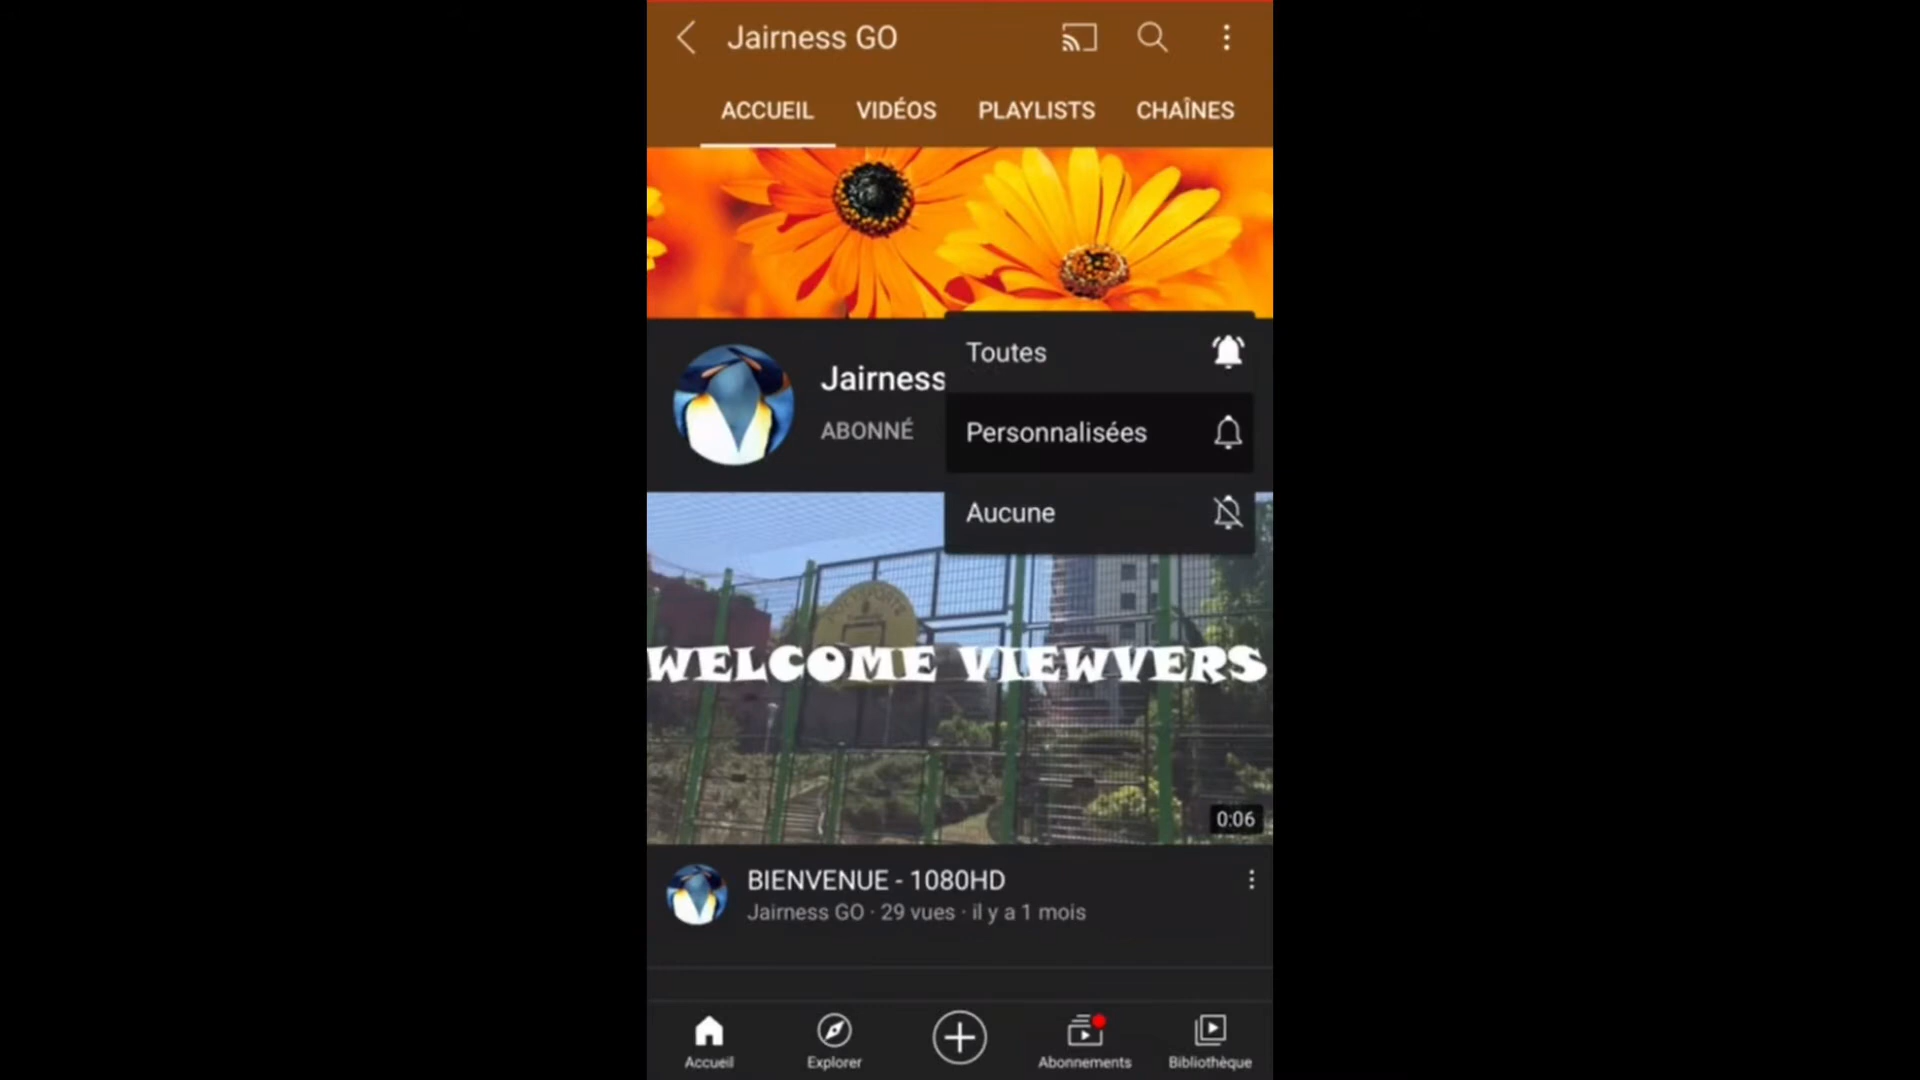 Jairness GO
ACCUEIL VIDÉOS PLAYLISTS CHAÎNES
Toutes
Jairness
ABONNÉ
Personnalisées
Aucune
WELCOME VIEWVERS
0:06
BIENVENUE - 1080HD
Jairness GO · 29 vues · il y a 1 mois
Accueil Explorer Abonnements Bibliothèque